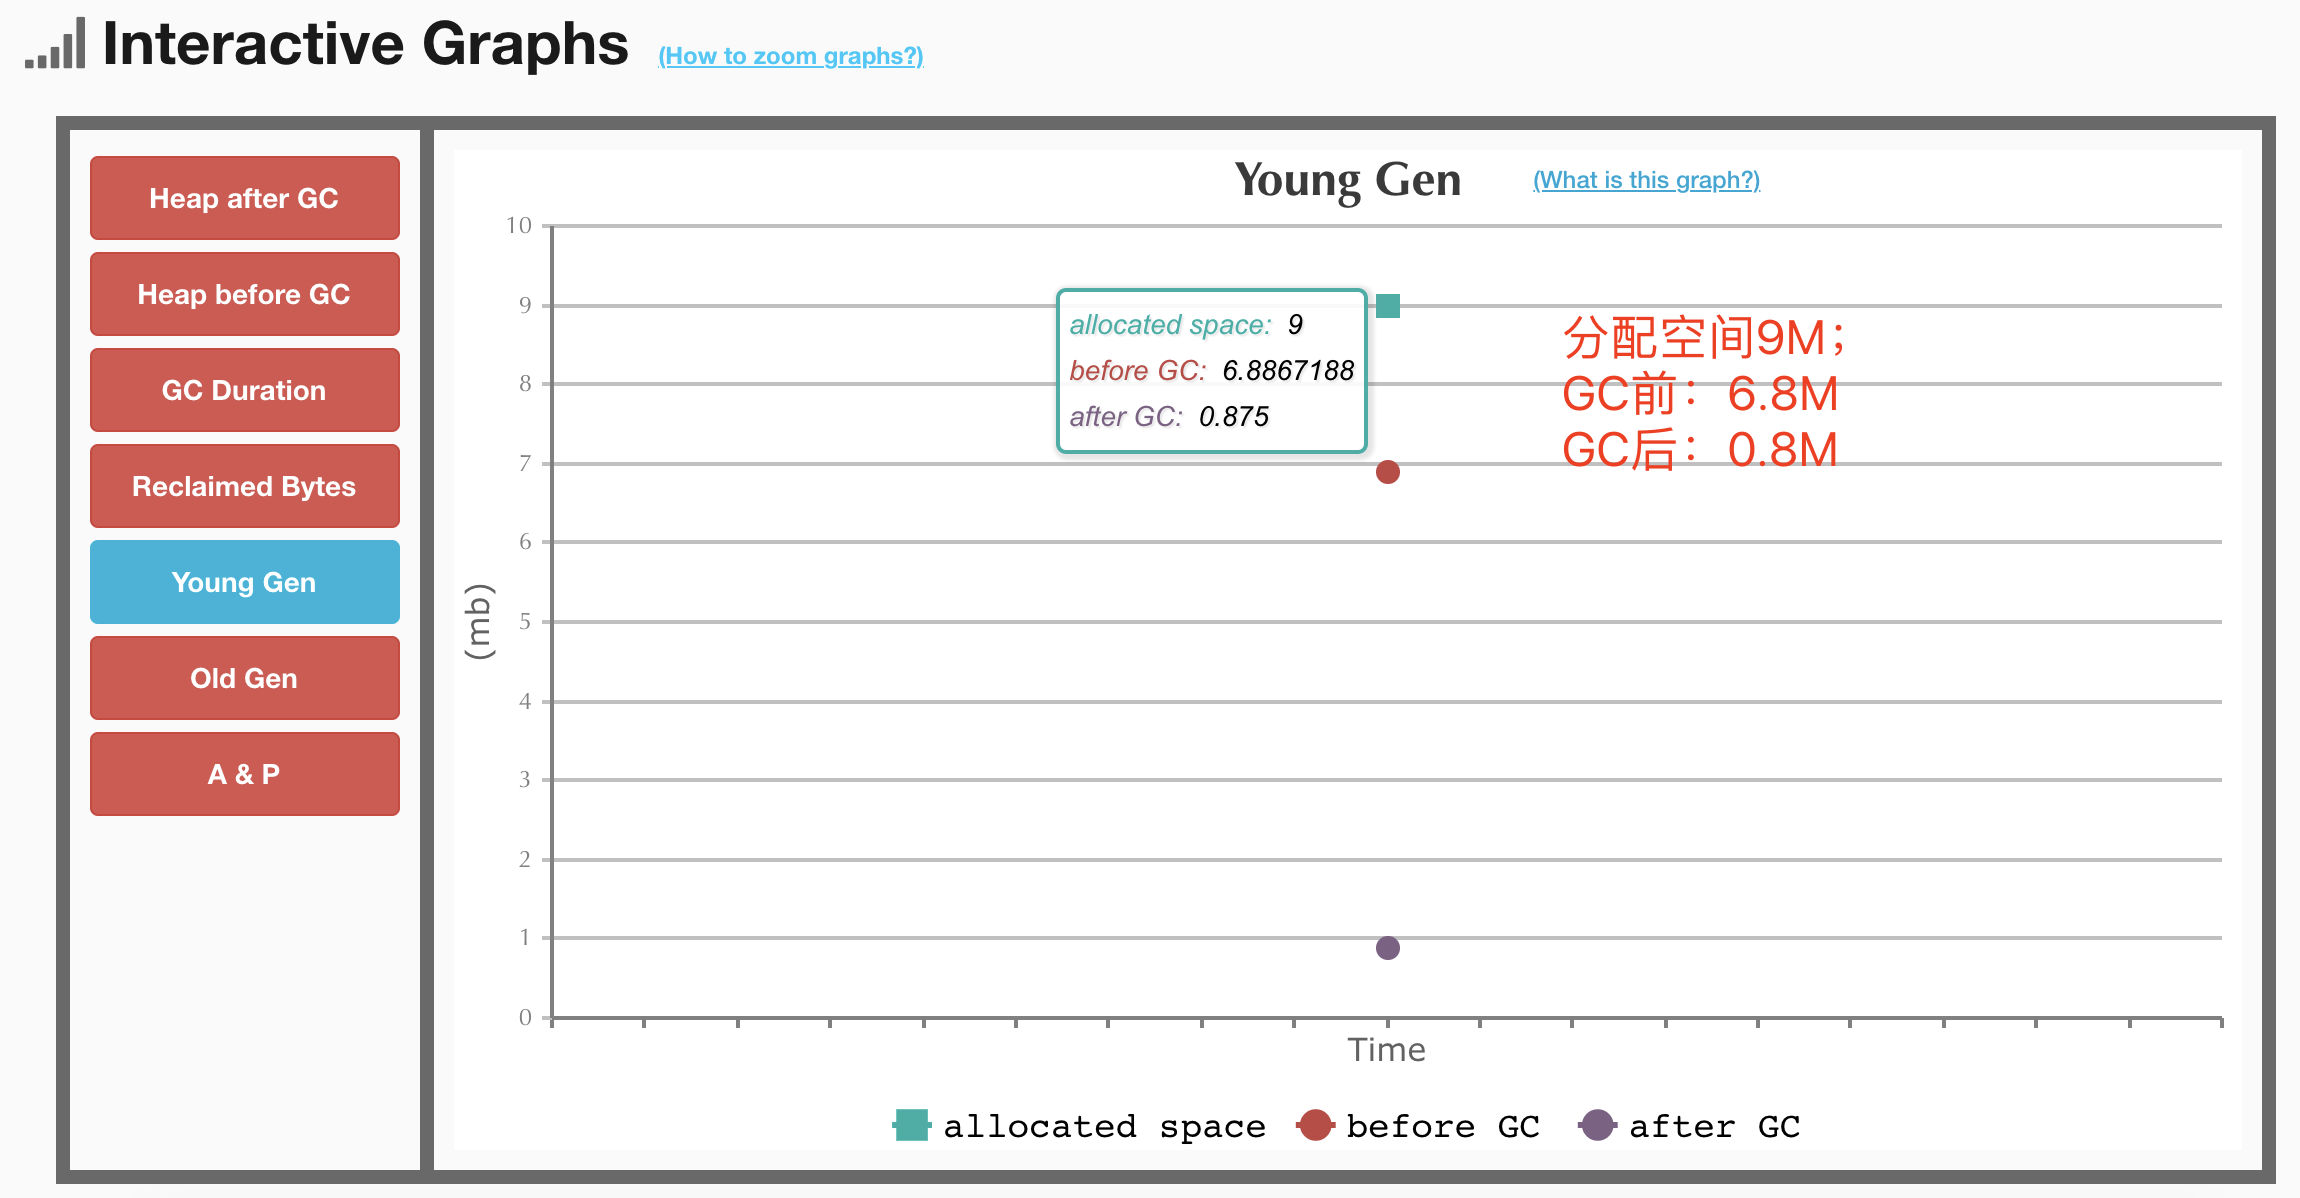 Interactive Graphs (How to zoom graphs?)
Heap after GC
Heap before GC
GC Duration
Reclaimed Bytes
Young Gen
Old Gen
A & P
Young Gen (What is this graph?)
10
9
8
7
6
5
4
3
2
1
0
(mb)
allocated space: 9
before GC: 6.8867188
after GC: 0.875
分配空间9M；
GC前：6.8M
GC后：0.8M
Time
allocated space before GC after GC